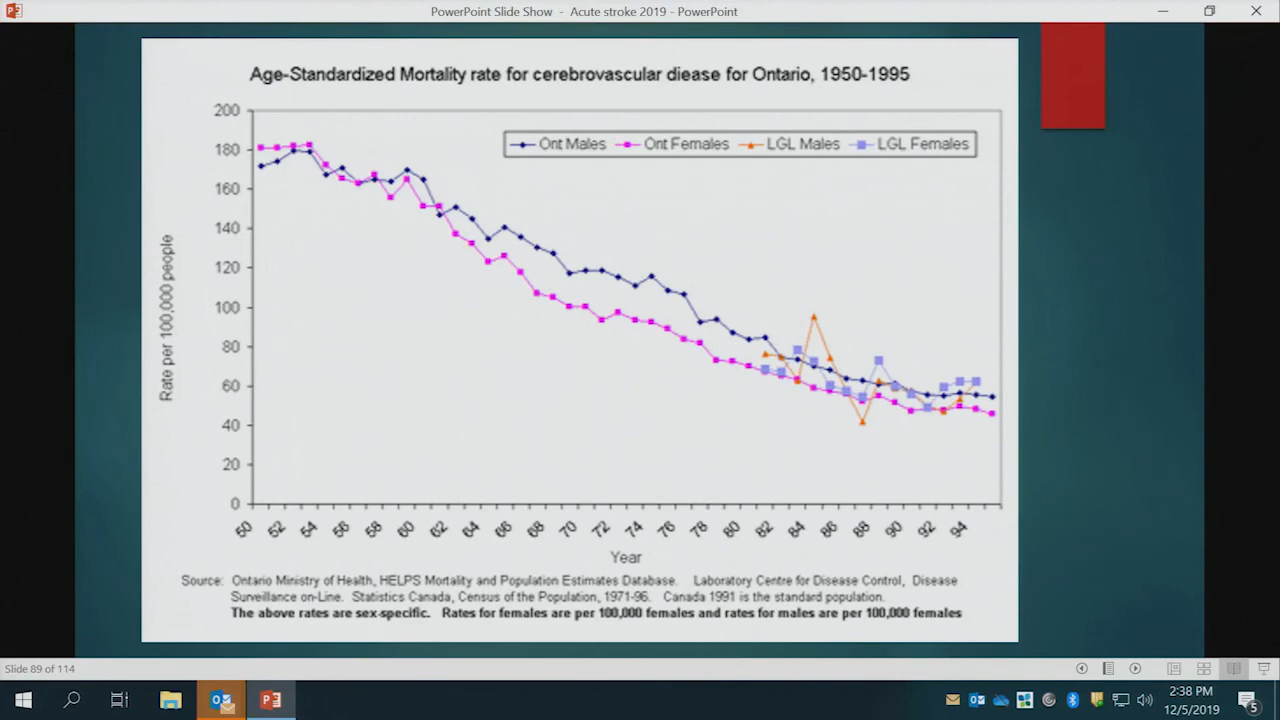 PowerPoint Slide Show - Acute stroke 2019 - PowerPoint
Age-Standardized Mortality rate for cerebrovascular diease for Ontario, 1950-1995
Ont Males Ont Females LGL Males LGL Females
200
180
160
140
120
100
80
60
40
20
0
Rate per 100,000 people
50 52 54 56 58 60 62 64 66 68 70 72 74 76 78 80 82 84 86 88 90 92 94
Year
Source: Ontario Ministry of Health, HELPS Mortality and Population Estimates Database. Laboratory Centre for Disease Control, Disease
Surveillance on-Line. Statistics Canada, Census of the Population, 1971-96. Canada 1991 is the standard population.
The above rates are sex-specific. Rates for females are per 100,000 females and rates for males are per 100,000 females
Slide 89 of 114
2:38 PM
12/5/2019
5